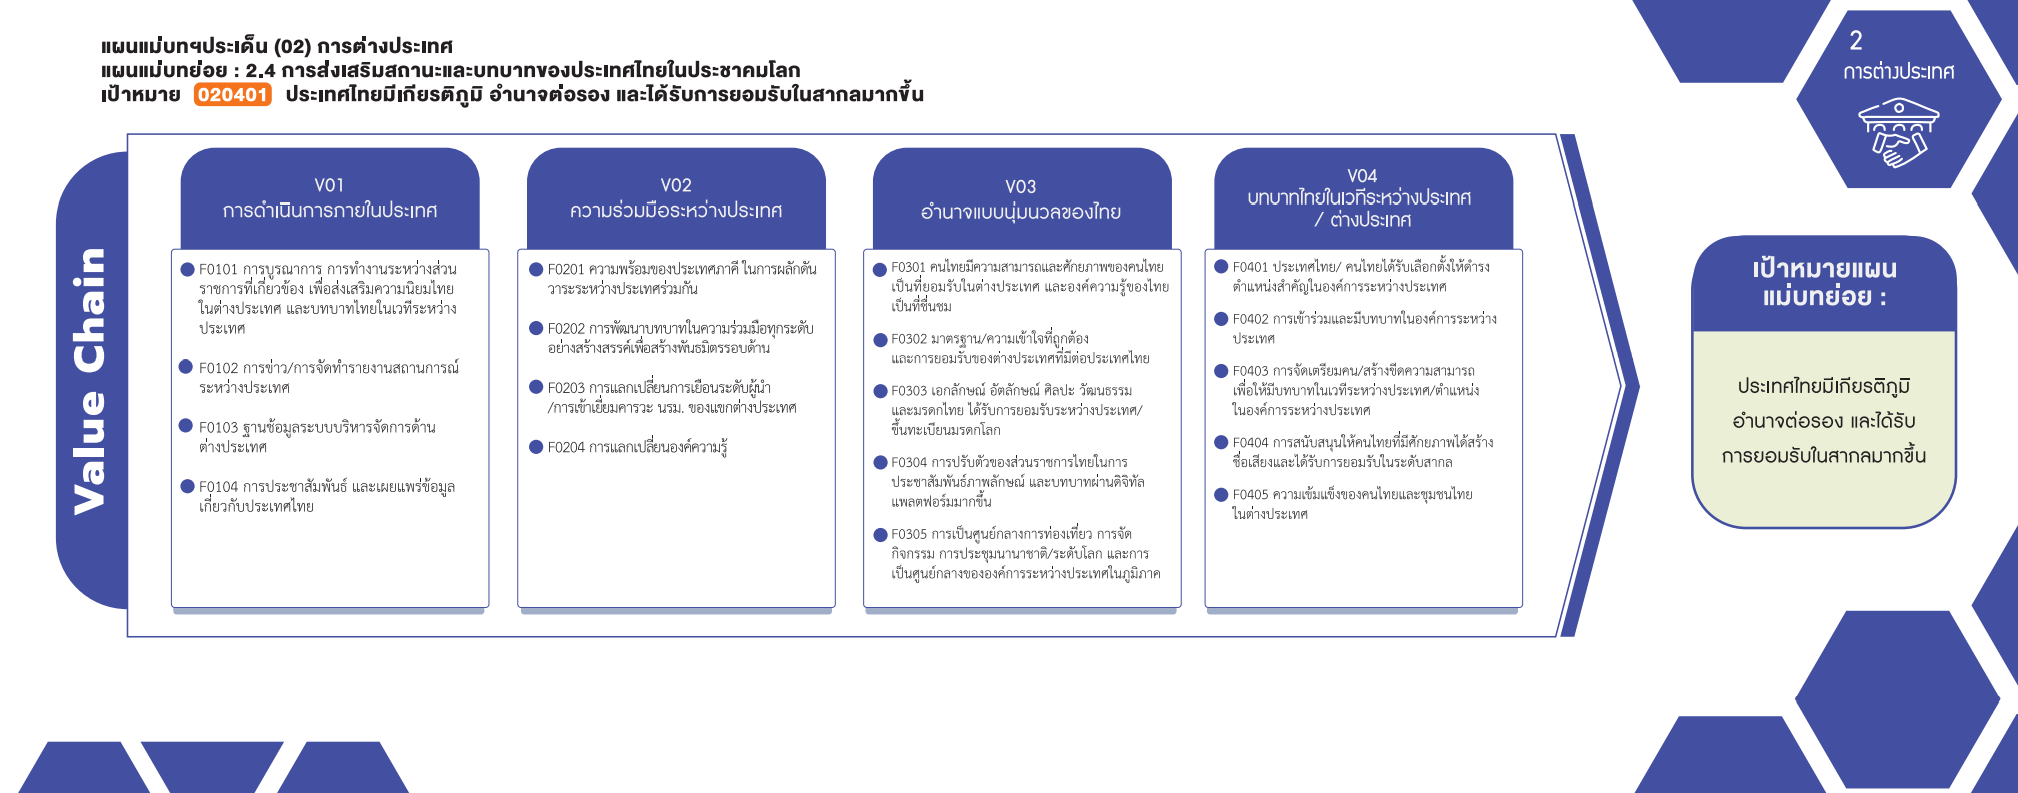 แผนแม่บทฯประเด็น (02) การต่างประเทศ
แผนแม่บทย่อย : 2.4 การส่งเสริมสถานะและบทบาทของประเทศไทยในประชาคมโลก
เป้าหมาย 020401 ประเทศไทยมีเกียรติภูมิ อำนาจต่อรอง และได้รับการยอมรับในสากลมากขึ้น
2
การต่างประเทศ
Value Chain
V01
การดำเนินการภายในประเทศ
F0101 การบูรณาการ การทำงานระหว่างส่วน
ราชการที่เกี่ยวข้อง เพื่อส่งเสริมความนิยมไทย
ในต่างประเทศ และบทบาทไทยในเวทีระหว่าง
ประเทศ
F0102 การข่าว/การจัดทำรายงานสถานการณ์
ระหว่างประเทศ
F0103 ฐานข้อมูลระบบบริหารจัดการด้าน
ต่างประเทศ
F0104 การประชาสัมพันธ์ และเผยแพร่ข้อมูล
เกี่ยวกับประเทศไทย
V02
ความร่วมมือระหว่างประเทศ
F0201 ความพร้อมของประเทศภาคี ในการผลักดัน
วาระระหว่างประเทศร่วมกัน
F0202 การพัฒนาบทบาทในความร่วมมือทุกระดับ
อย่างสร้างสรรค์เพื่อสร้างพันธมิตรรอบด้าน
F0203 การแลกเปลี่ยนการเยือนระดับผู้นำ
/การเข้าเยี่ยมคารวะ นรม. ของแขกต่างประเทศ
F0204 การแลกเปลี่ยนองค์ความรู้
V03
อำนาจแบบนุ่มนวลของไทย
F0301 คนไทยมีความสามารถและศักยภาพของคนไทย
เป็นที่ยอมรับในต่างประเทศ และองค์ความรู้ของไทย
เป็นที่ชื่นชม
F0302 มาตรฐาน/ความเข้าใจที่ถูกต้อง
และการยอมรับของต่างประเทศที่มีต่อประเทศไทย
F0303 เอกลักษณ์ อัตลักษณ์ ศิลปะ วัฒนธรรม
และมรดกไทย ได้รับการยอมรับระหว่างประเทศ/
ขึ้นทะเบียนมรดกโลก
F0304 การปรับตัวของส่วนราชการไทยในการ
ประชาสัมพันธ์ภาพลักษณ์ และบทบาทผ่านดิจิทัล
แพลตฟอร์มมากขึ้น
F0305 การเป็นศูนย์กลางการท่องเที่ยว การจัด
กิจกรรม การประชุมนานาชาติ/ระดับโลก และการ
เป็นศูนย์กลางขององค์การระหว่างประเทศในภูมิภาค
V04
บทบาทไทยในเวทีระหว่างประเทศ
/ ต่างประเทศ
F0401 ประเทศไทย/ คนไทยได้รับเลือกตั้งให้ดำรง
ตำแหน่งสำคัญในองค์การระหว่างประเทศ
F0402 การเข้าร่วมและมีบทบาทในองค์การระหว่าง
ประเทศ
F0403 การจัดเตรียมคน/สร้างขีดความสามารถ
เพื่อให้มีบทบาทในเวทีระหว่างประเทศ/ตำแหน่ง
ในองค์การระหว่างประเทศ
F0404 การสนับสนุนให้คนไทยที่มีศักยภาพได้สร้าง
ชื่อเสียงและได้รับการยอมรับในระดับสากล
F0405 ความเข้มแข็งของคนไทยและชุมชนไทย
ในต่างประเทศ
เป้าหมายแผน
แม่บทย่อย :
ประเทศไทยมีเกียรติภูมิ
อำนาจต่อรอง และได้รับ
การยอมรับในสากลมากขึ้น